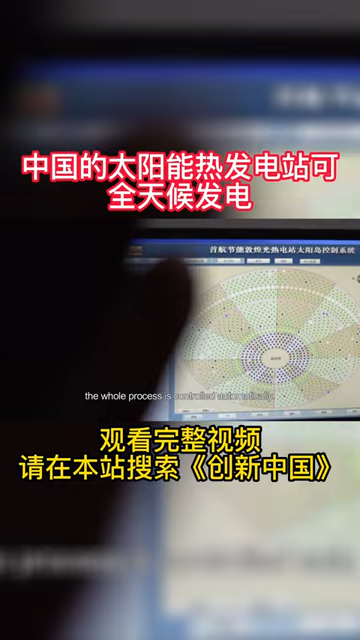 中国的太阳能热发电站可
全天候发电
首航节能敦煌光热电站太阳岛控制系统
the whole process is controlled automatically.
观看完整视频
请在本站搜索《创新中国》